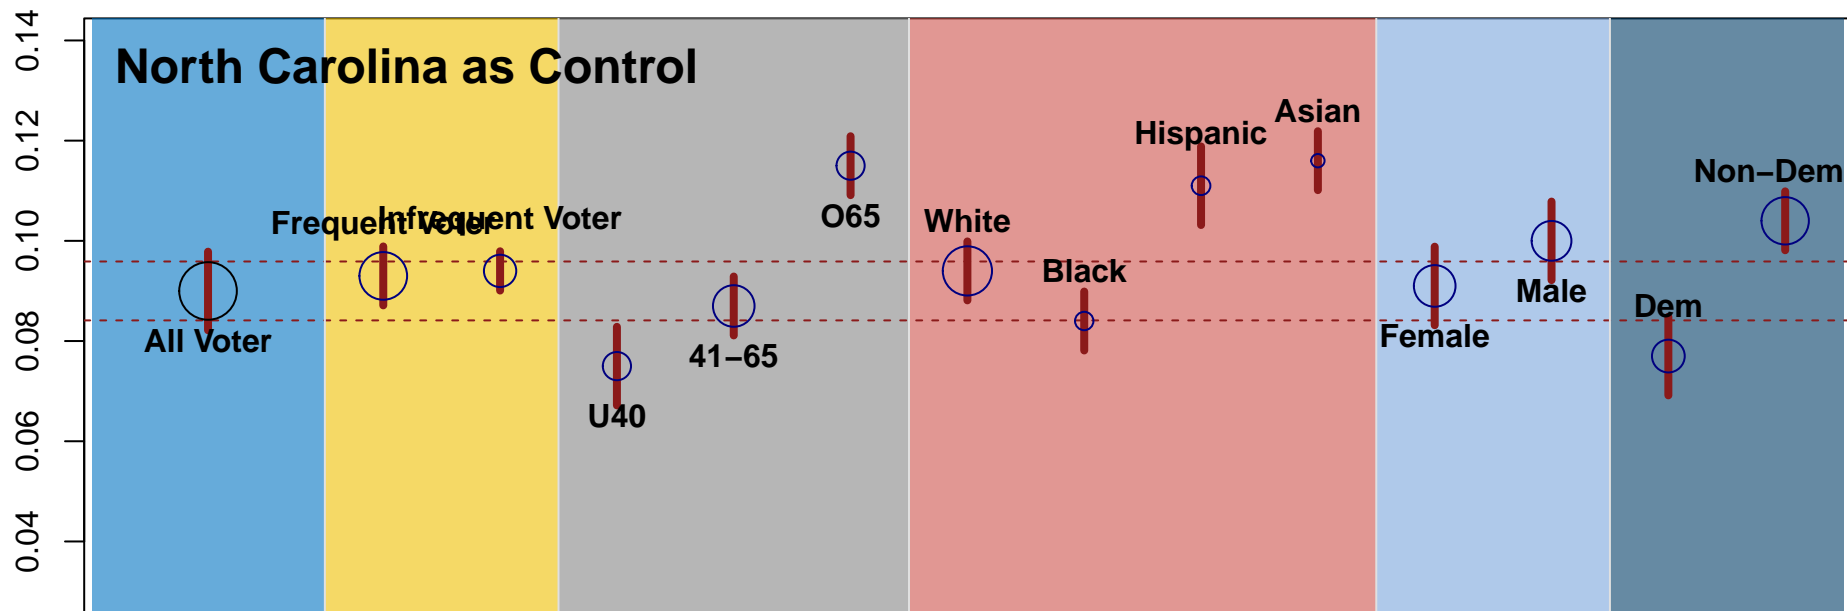 North Carolina as Control
0.14
0.12
0.10
0.08
0.06
0.04
All Voter
Frequent Voter
Infrequent Voter
U40
41−65
O65
White
Black
Hispanic
Asian
Female
Male
Dem
Non−Dem